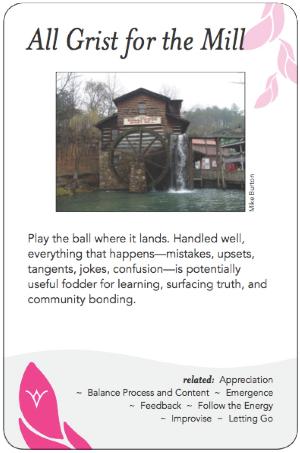 All Grist for the Mill
Mike Burton
Play the ball where it lands. Handled well,
everything that happens—mistakes, upsets,
tangents, jokes, confusion—is potentially
useful fodder for learning, surfacing truth, and
community bonding.
related: Appreciation
~ Balance Process and Content ~ Emergence
~ Feedback ~ Follow the Energy
~ Improvise ~ Letting Go